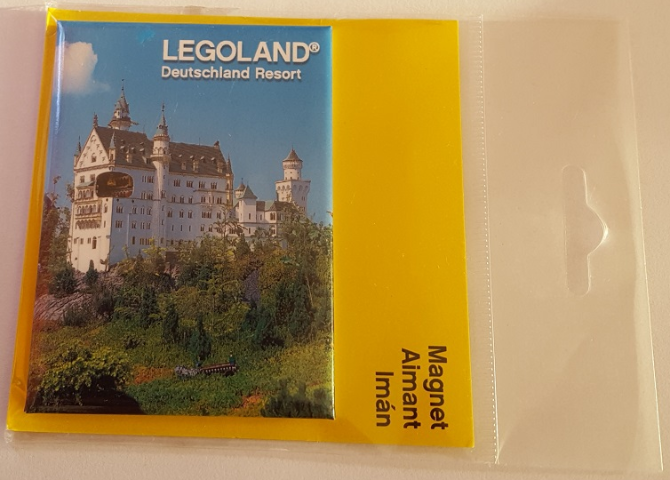 LEGOLAND®
Deutschland Resort
Magnet
Aimant
Imán